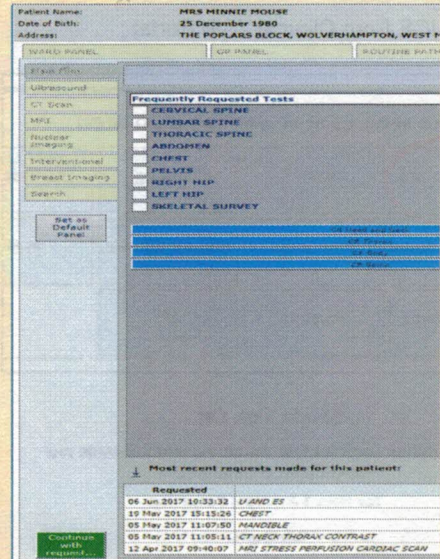 Patient Name: MRS MINNIE MOUSE
Date of Birth: 25 December 1980
Address: THE POPLARS BLOCK, WOLVERHAMPTON, WEST M
WARD PANEL GP PANEL ROUTINE PATH
Plain Film
Ultrasound
CT Scan
MRI
Nuclear
Imaging
Interventional
Breast Imaging
Search
Set as
Default
Panel
Frequently Requested Tests
CERVICAL SPINE
LUMBAR SPINE
THORACIC SPINE
ABDOMEN
CHEST
PELVIS
RIGHT HIP
LEFT HIP
SKELETAL SURVEY
Most recent requests made for this patient:
Requested
06 Jun 2017 10:33:32 U AND ES
19 May 2017 15:15:26 CHEST
05 May 2017 11:07:50 MANDIBLE
05 May 2017 11:05:11 CT NECK THORAX CONTRAST
12 Apr 2017 09:40:07 MRI STRESS PERFUSION CARDIAC SCAN
Continue
with
request...